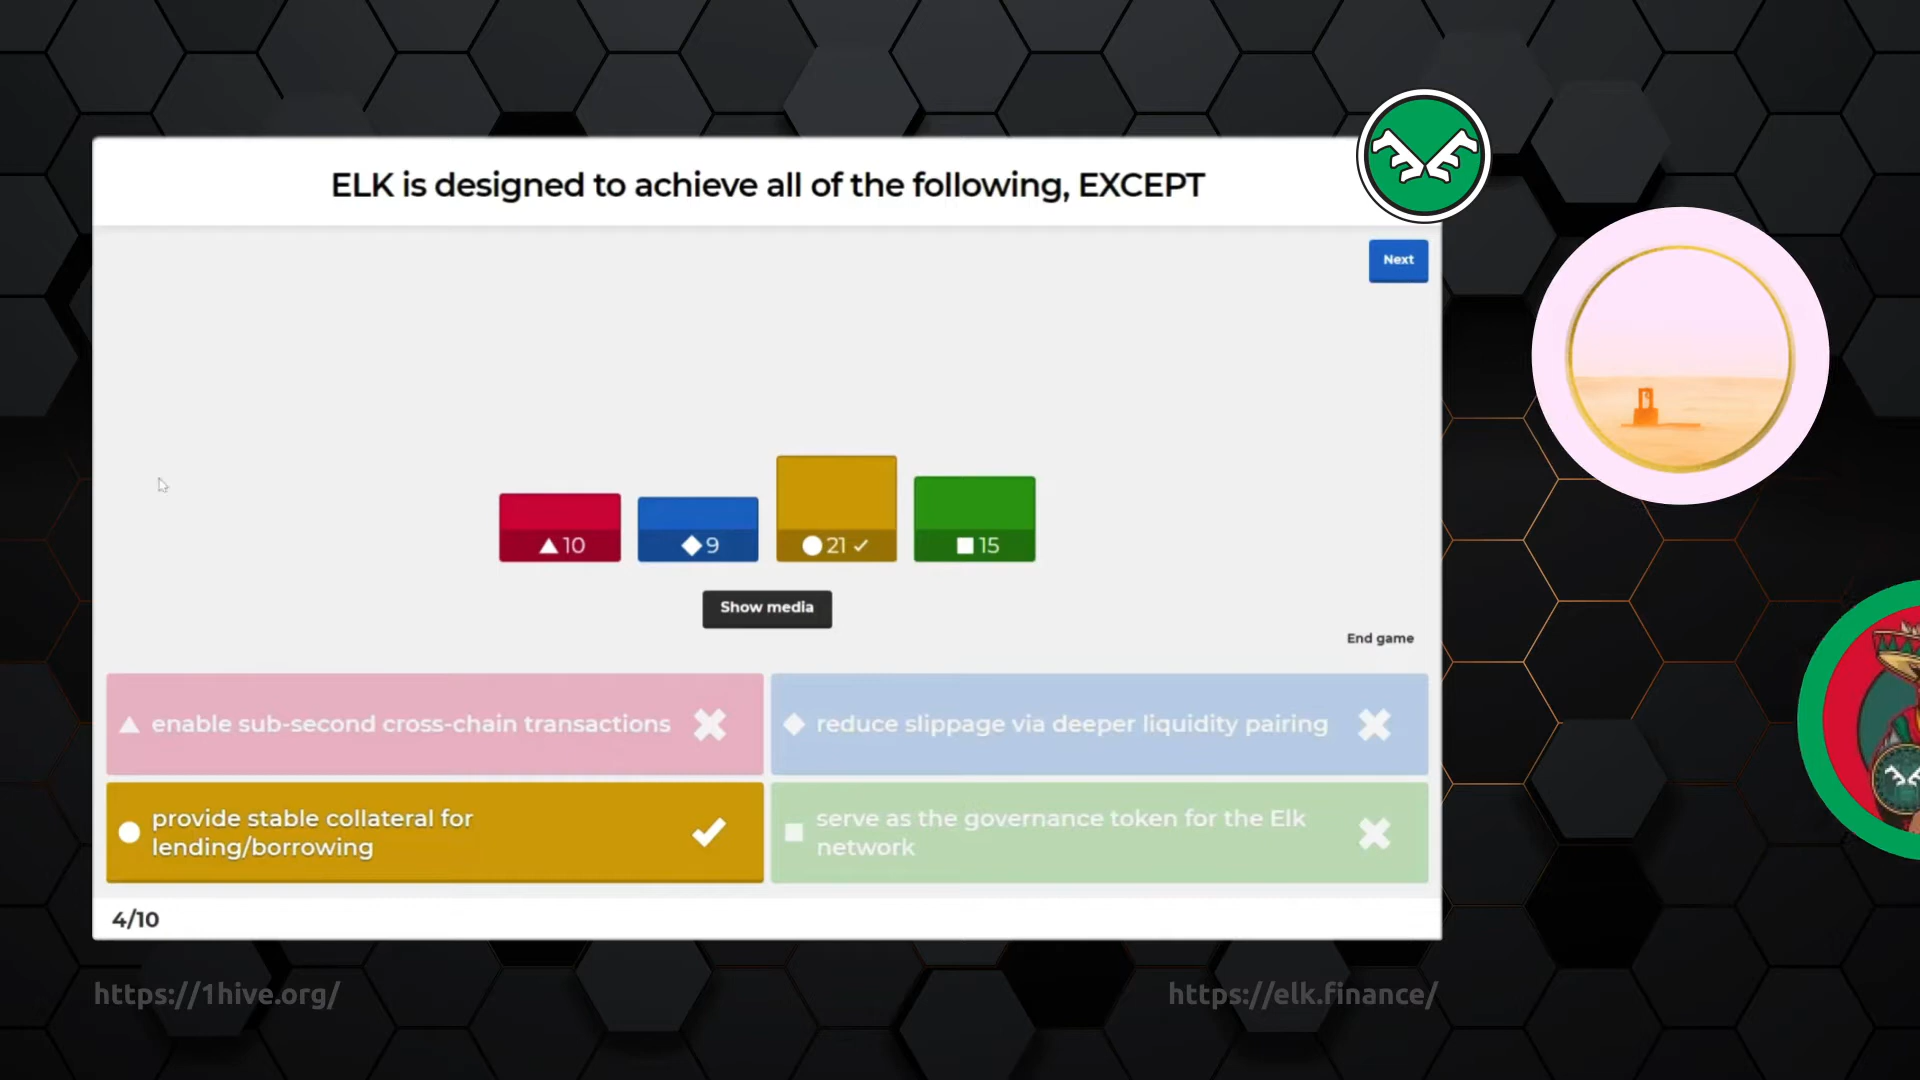 ELK is designed to achieve all of the following, EXCEPT
Next
10
9
21
15
Show media
End game
enable sub-second cross-chain transactions
reduce slippage via deeper liquidity pairing
provide stable collateral for
lending/borrowing
serve as the governance token for the Elk
network
4/10
https://1hive.org/
https://elk.finance/